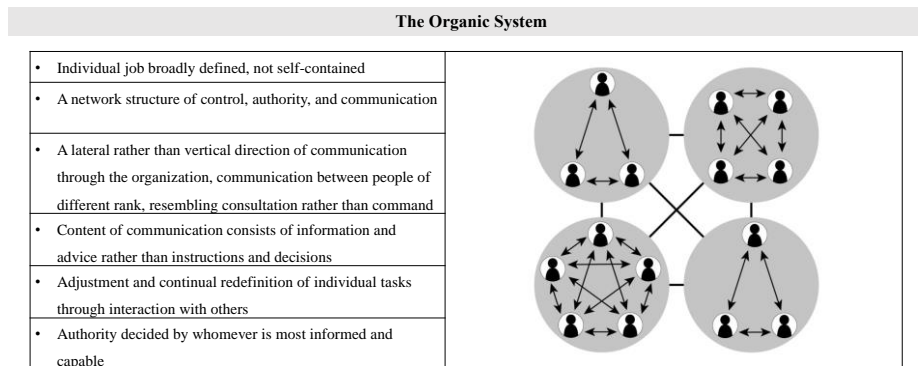 The Organic System
• Individual job broadly defined, not self-contained
• A network structure of control, authority, and communication
• A lateral rather than vertical direction of communication
through the organization, communication between people of
different rank, resembling consultation rather than command
• Content of communication consists of information and
advice rather than instructions and decisions
• Adjustment and continual redefinition of individual tasks
through interaction with others
• Authority decided by whomever is most informed and
capable